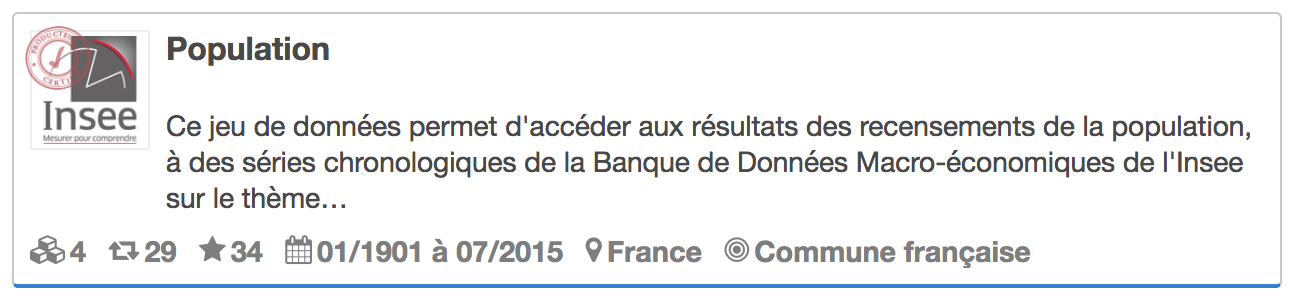 PRODUCTEUR
CERTIFIÉ
Insee
Mesurer pour comprendre
Population
Ce jeu de données permet d'accéder aux résultats des recensements de la population,
à des séries chronologiques de la Banque de Données Macro-économiques de l'Insee
sur le thème…
4 29 34 01/1901 à 07/2015 France Commune française